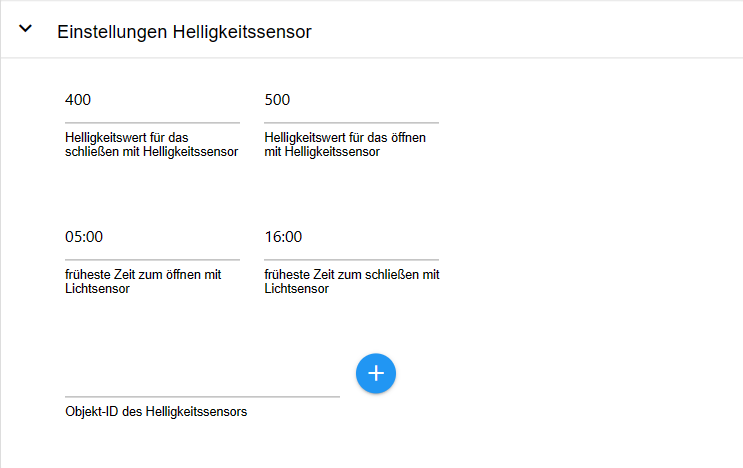 Einstellungen Helligkeitssensor
400
500
Helligkeitswert für das
schließen mit Helligkeitssensor
Helligkeitswert für das öffnen
mit Helligkeitssensor
05:00
16:00
früheste Zeit zum öffnen mit
Lichtsensor
früheste Zeit zum schließen mit
Lichtsensor
Objekt-ID des Helligkeitssensors